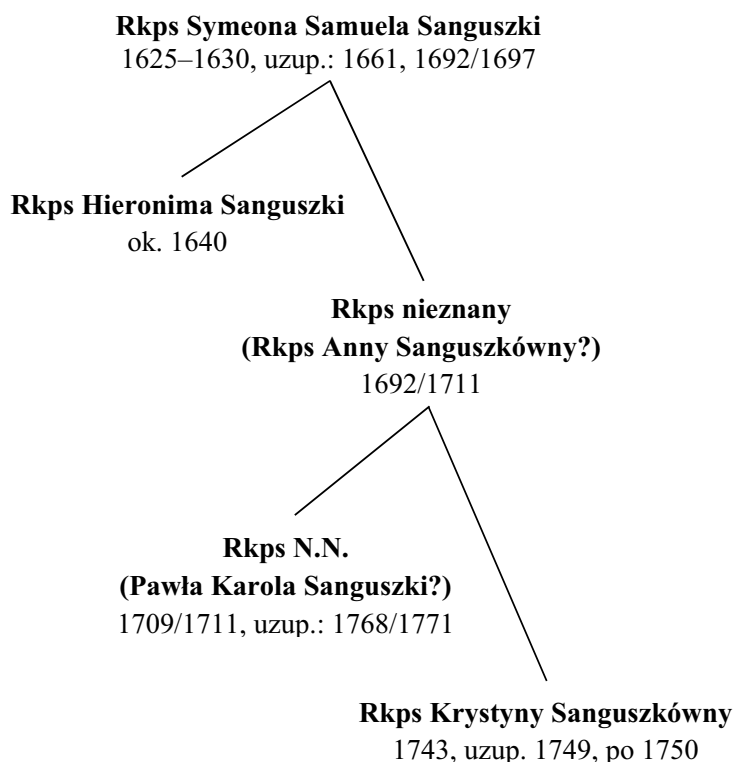 Rkps Symeona Samuela Sanguszki
1625–1630, uzup.: 1661, 1692/1697
Rkps Hieronima Sanguszki
ok. 1640
Rkps nieznany
(Rkps Anny Sanguszkówny?)
1692/1711
Rkps N.N.
(Pawła Karola Sanguszki?)
1709/1711, uzup.: 1768/1771
Rkps Krystyny Sanguszkówny
1743, uzup. 1749, po 1750